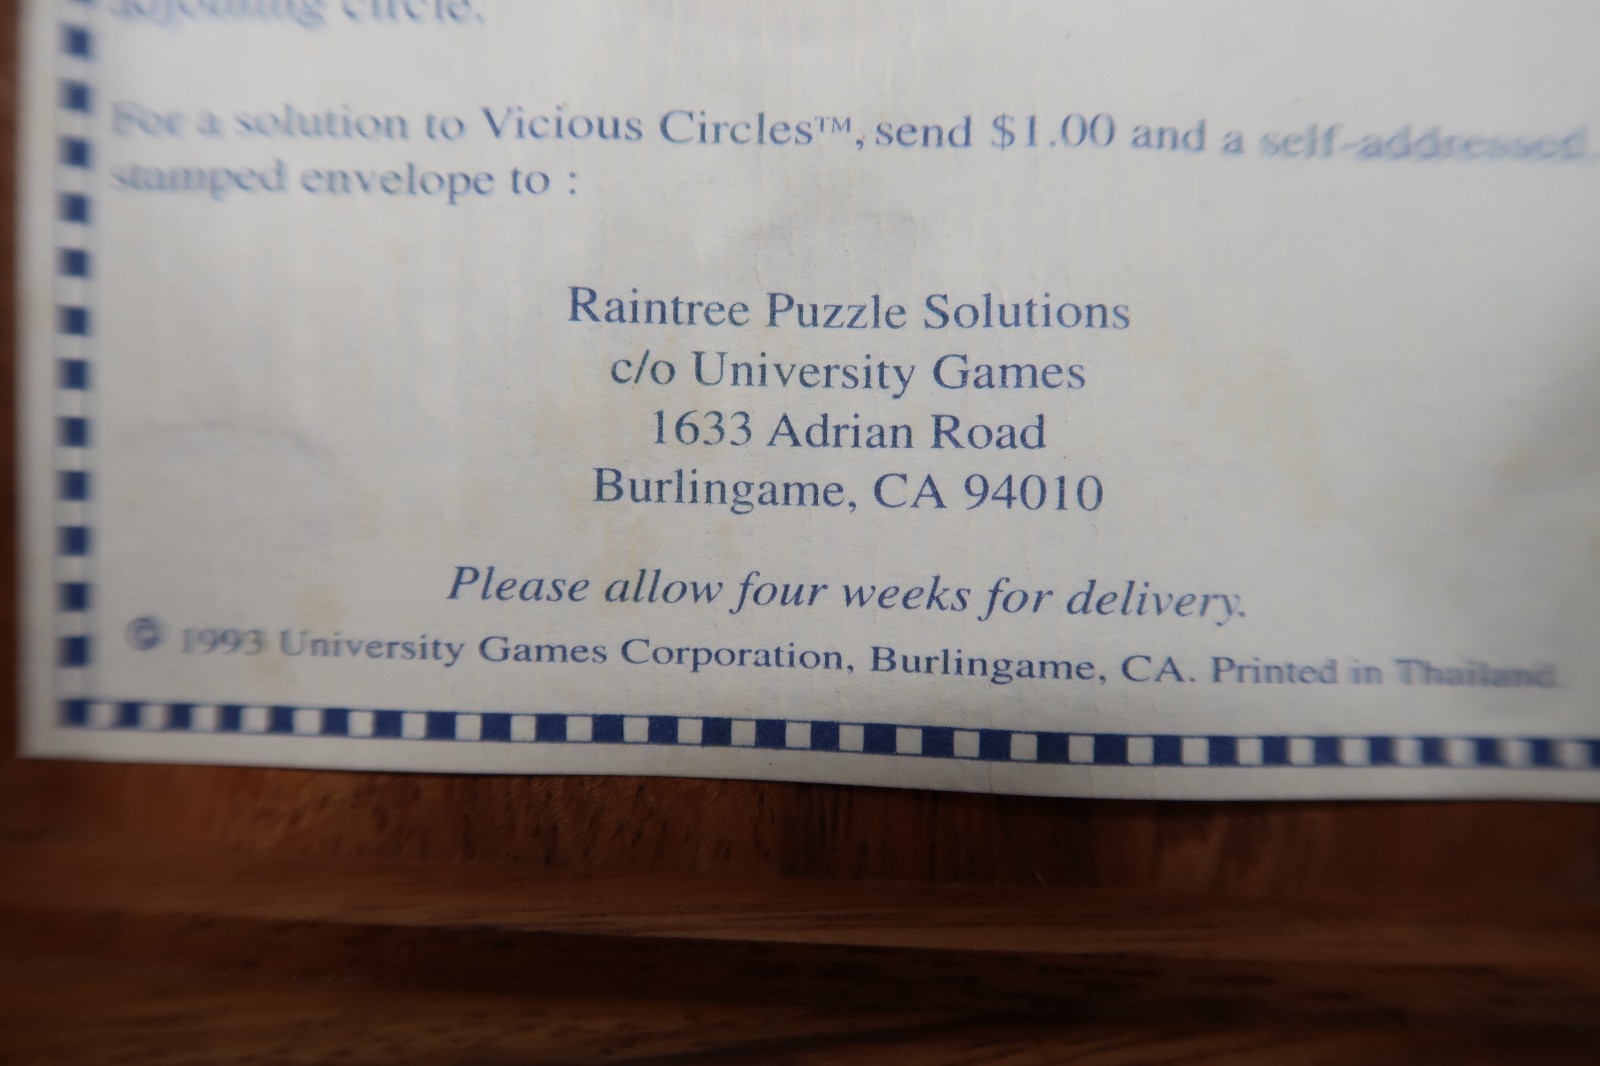 adjoining circle.
For a solution to Vicious Circles™, send $1.00 and a self-addressed
stamped envelope to :
Raintree Puzzle Solutions
c/o University Games
1633 Adrian Road
Burlingame, CA 94010
Please allow four weeks for delivery.
© 1993 University Games Corporation, Burlingame, CA. Printed in Thailand.